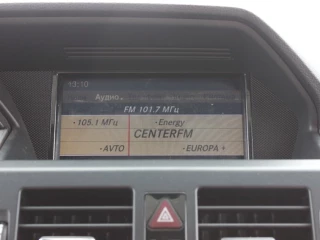 13:10
Аудио
FM 101.7 МГц
•105.1 МГц •Energy
CENTERFM
•AVTO •EUROPA +